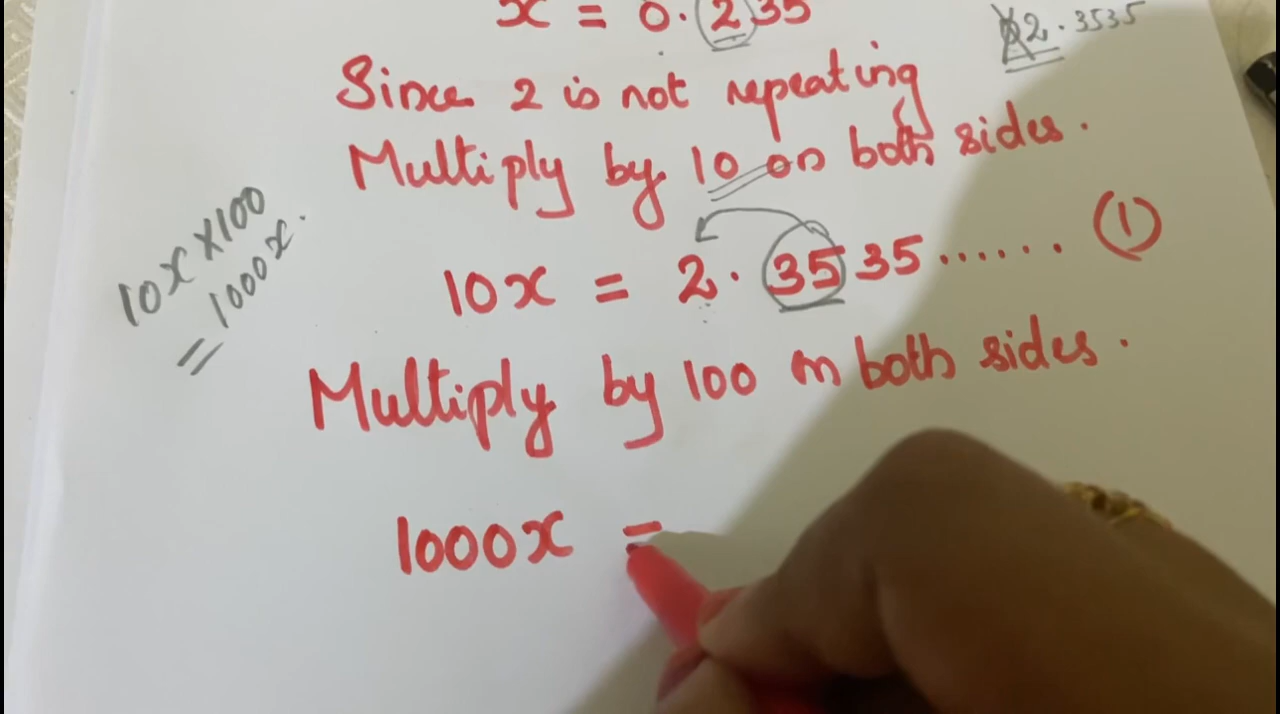 x = 0.235
02.3535
Since 2 is not repeating
Multiply by 10 on both sides.
10x × 100
= 1000x.
10x = 2.3535...... (1)
Multiply by 100 on both sides.
1000x =